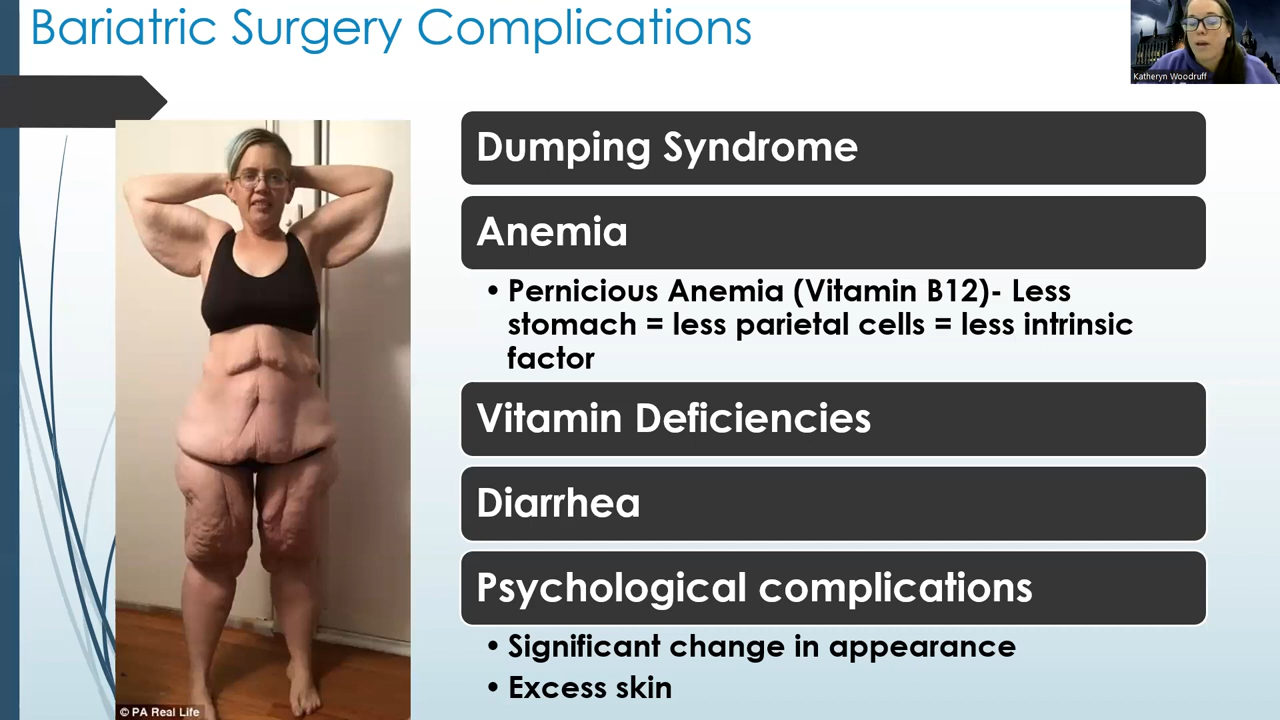 Bariatric Surgery Complications
Katheryn Woodruff
Dumping Syndrome
Anemia
• Pernicious Anemia (Vitamin B12)- Less
stomach = less parietal cells = less intrinsic
factor
Vitamin Deficiencies
Diarrhea
Psychological complications
• Significant change in appearance
• Excess skin
© PA Real Life